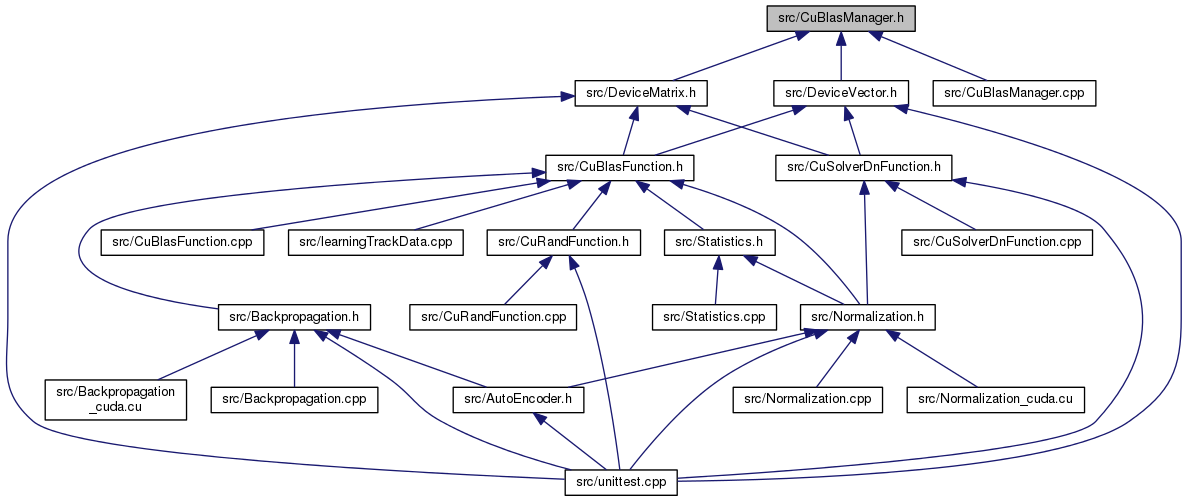 src/CuBlasManager.h
src/DeviceMatrix.h
src/DeviceVector.h
src/CuBlasManager.cpp
src/CuBlasFunction.h
src/CuSolverDnFunction.h
src/CuBlasFunction.cpp
src/learningTrackData.cpp
src/CuRandFunction.h
src/Statistics.h
src/CuSolverDnFunction.cpp
src/Backpropagation.h
src/CuRandFunction.cpp
src/Statistics.cpp
src/Normalization.h
src/Backpropagation
_cuda.cu
src/Backpropagation.cpp
src/AutoEncoder.h
src/Normalization.cpp
src/Normalization_cuda.cu
src/unittest.cpp